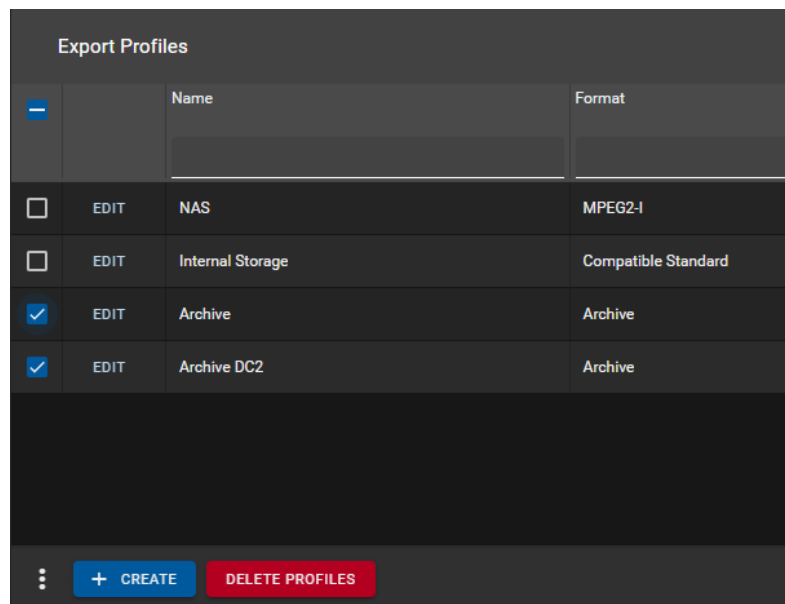 Export Profiles
Name Format
EDIT NAS MPEG2-I
EDIT Internal Storage Compatible Standard
EDIT Archive Archive
EDIT Archive DC2 Archive
+ CREATE DELETE PROFILES